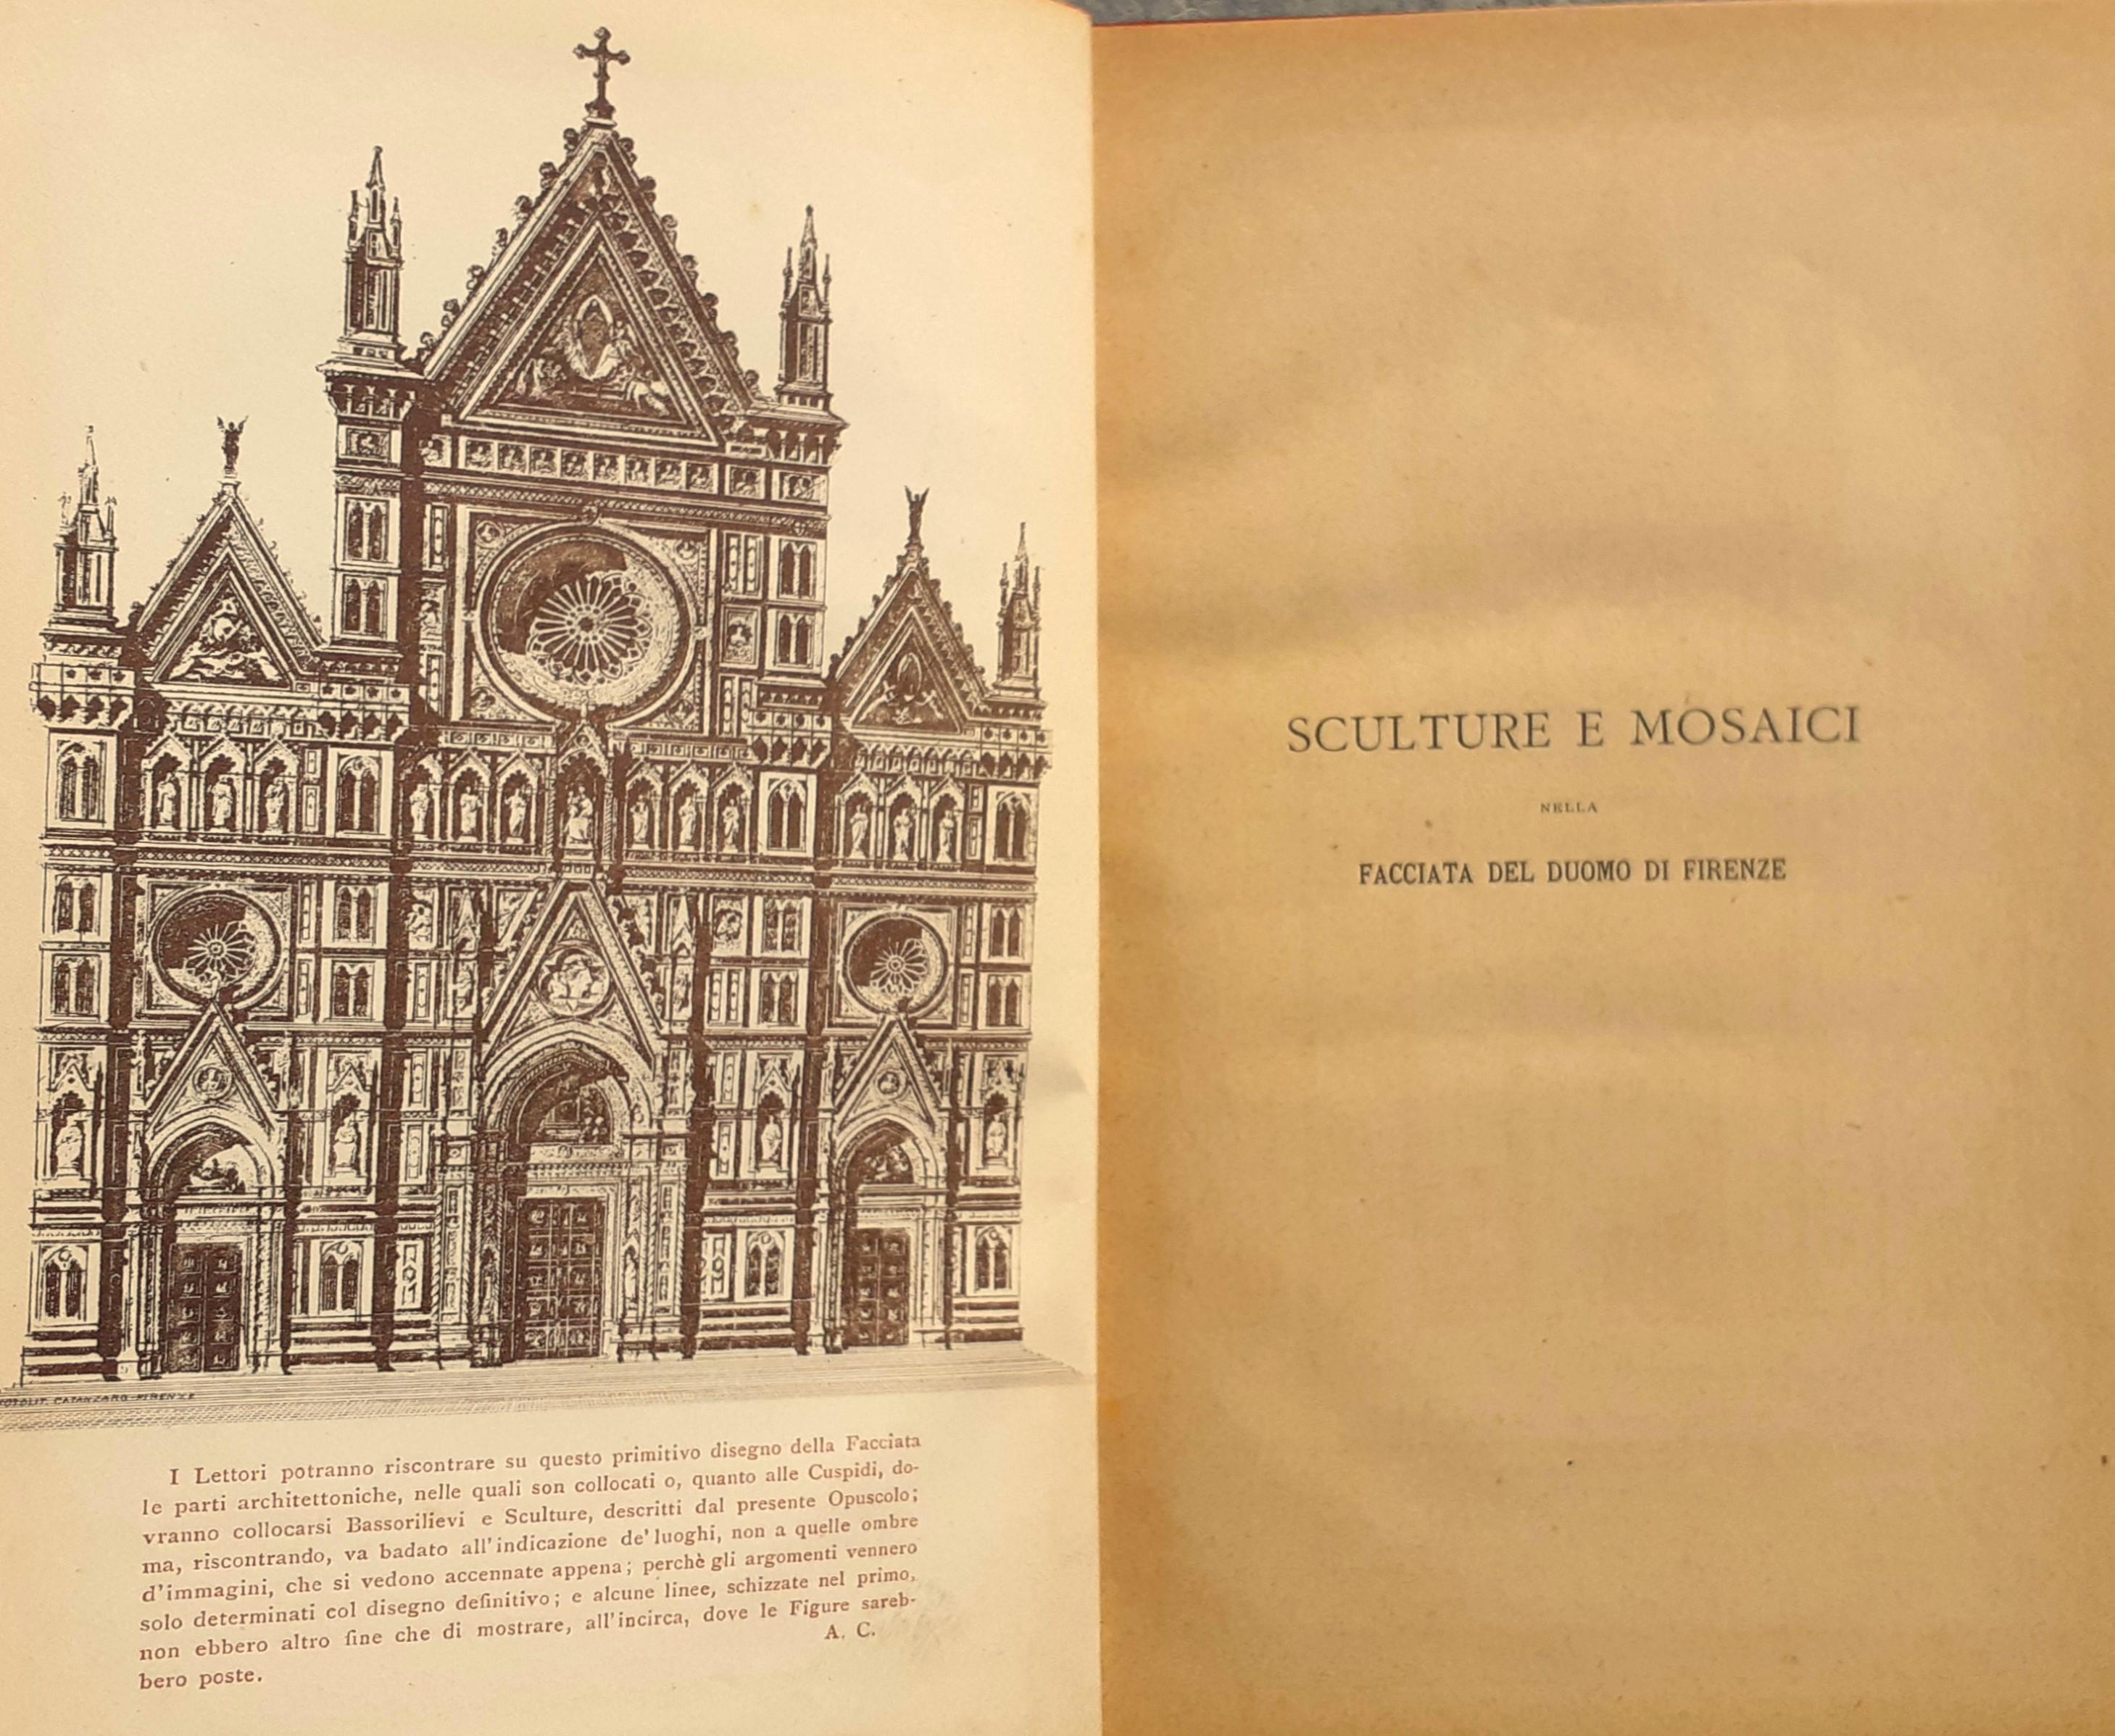 FOTOLIT. CATANZARO-FIRENZE
I Lettori potranno riscontrare su questo primitivo disegno della Facciata
le parti architettoniche, nelle quali son collocati o, quanto alle Cuspidi, do-
vranno collocarsi Bassorilievi e Sculture, descritti dal presente Opuscolo;
ma, riscontrando, va badato all'indicazione de' luoghi, non a quelle ombre
d'immagini, che si vedono accennate appena; perchè gli argomenti vennero
solo determinati col disegno definitivo; e alcune linee, schizzate nel primo,
non ebbero altro fine che di mostrare, all'incirca, dove le Figure sareb-
bero poste.
A. C.
SCULTURE E MOSAICI
NELLA
FACCIATA DEL DUOMO DI FIRENZE